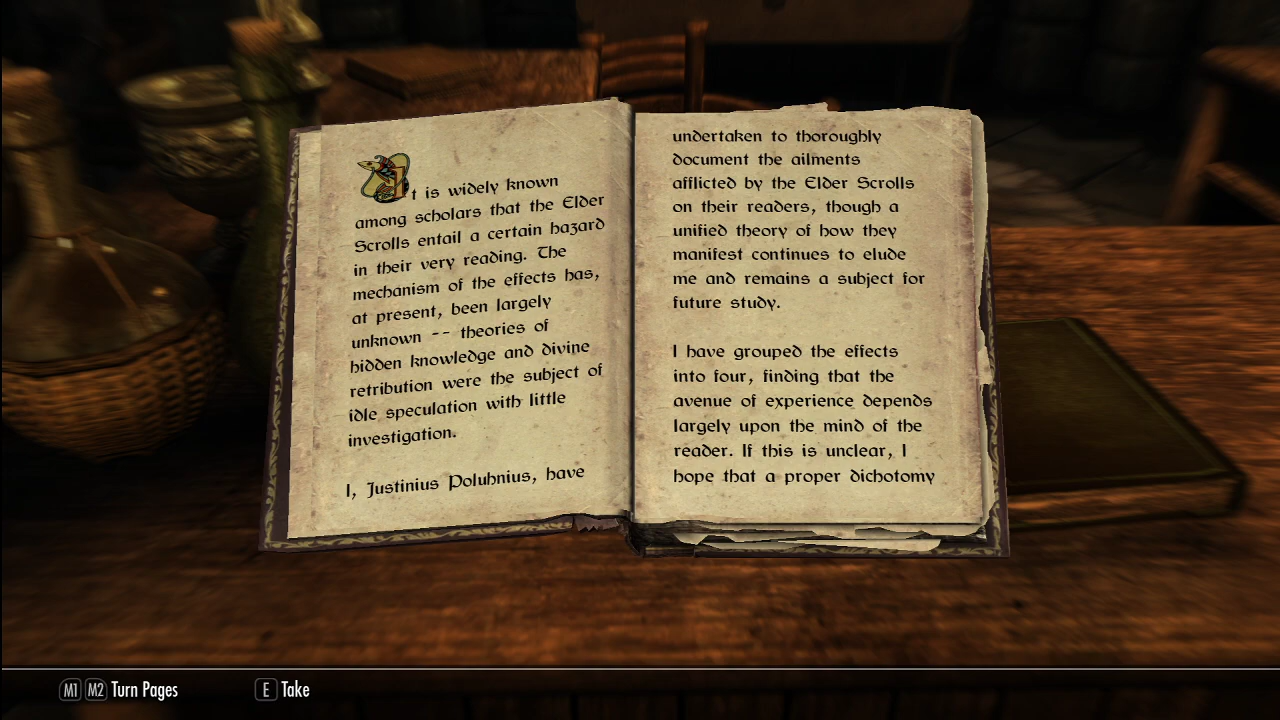 It is widely known
among scholars that the Elder
Scrolls entail a certain hazard
in their very reading. The
mechanism of the effects has,
at present, been largely
unknown -- theories of
hidden knowledge and divine
retribution were the subject of
idle speculation with little
investigation.
I, Justinius Poluhnius, have
undertaken to thoroughly
document the ailments
afflicted by the Elder Scrolls
on their readers, though a
unified theory of how they
manifest continues to elude
me and remains a subject for
future study.
I have grouped the effects
into four, finding that the
avenue of experience depends
largely upon the mind of the
reader. If this is unclear, I
hope that a proper dichotomy
M1 M2 Turn Pages
E Take